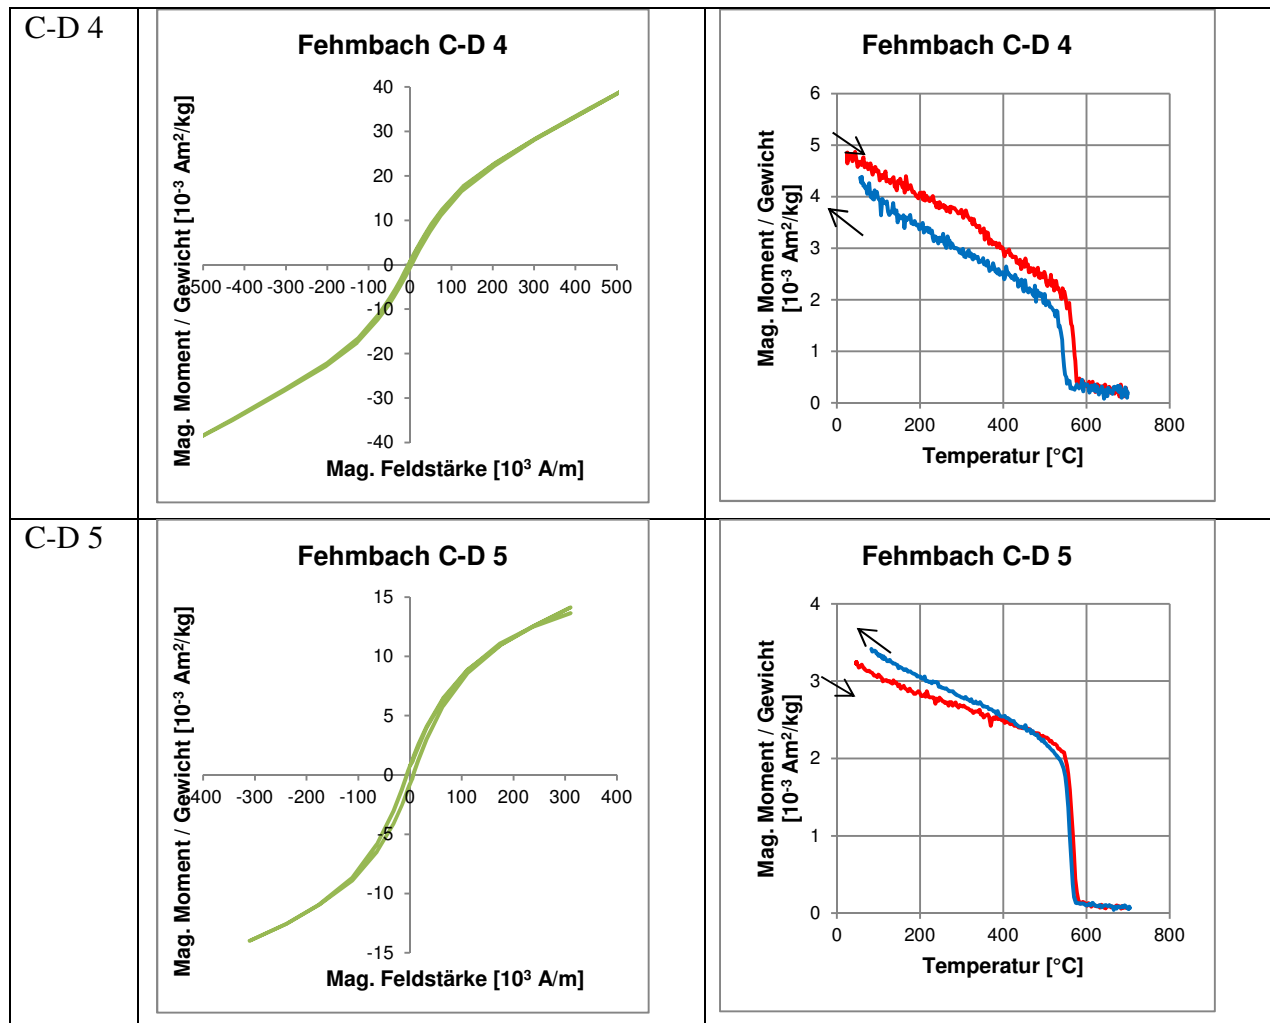 C-D 4
Fehmbach C-D 4
Mag. Moment / Gewicht [10⁻³ Am²/kg]
40
30
20
10
0
-500 -400 -300 -200 -100 0 100 200 300 400 500
-10
-20
-30
-40
Mag. Feldstärke [10³ A/m]
Fehmbach C-D 4
Mag. Moment / Gewicht
[10⁻³ Am²/kg]
6
5
4
3
2
1
0
0 200 400 600 800
Temperatur [°C]
C-D 5
Fehmbach C-D 5
Mag. Moment / Gewicht [10⁻³ Am²/kg]
15
10
5
0
-400 -300 -200 -100 0 100 200 300 400
-5
-10
-15
Mag. Feldstärke [10³ A/m]
Fehmbach C-D 5
Mag. Moment / Gewicht
[10⁻³ Am²/kg]
4
3
2
1
0
0 200 400 600 800
Temperatur [°C]